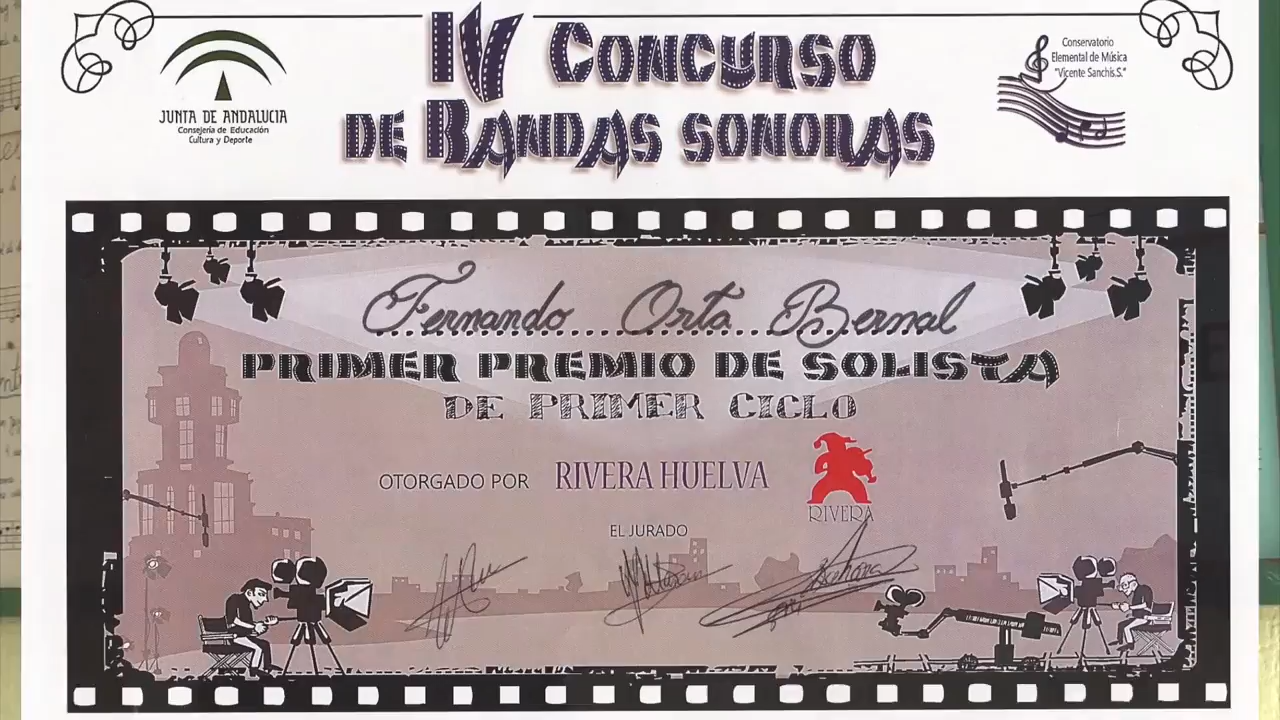 IV CONCURSO
DE BANDAS SONORAS
JUNTA DE ANDALUCIA
Consejería de Educación
Cultura y Deporte
Conservatorio
Elemental de Música
"Vicente Sanchis.S."
Fernando Orta Bernal
PRIMER PREMIO DE SOLISTA
DE PRIMER CICLO
OTORGADO POR RIVERA HUELVA
RIVERA
EL JURADO